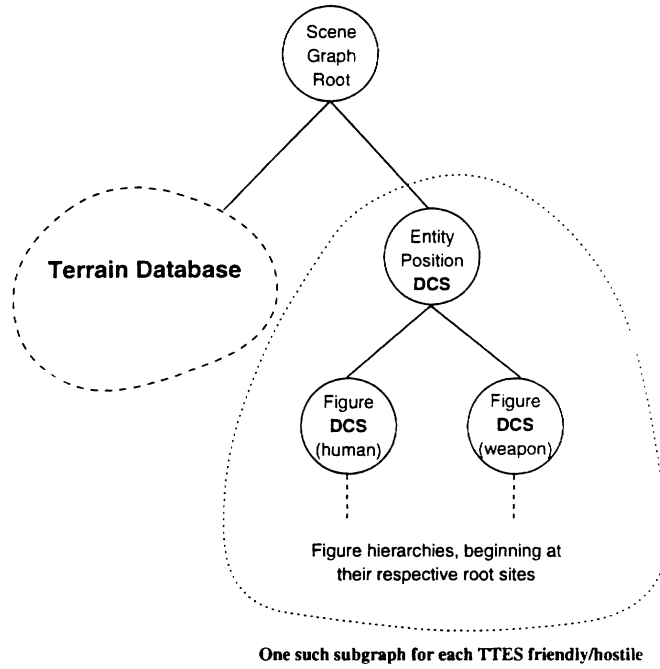 Scene
Graph
Root
Terrain Database
Entity
Position
DCS
Figure
DCS
(human)
Figure
DCS
(weapon)
Figure hierarchies, beginning at
their respective root sites
One such subgraph for each TTES friendly/hostile